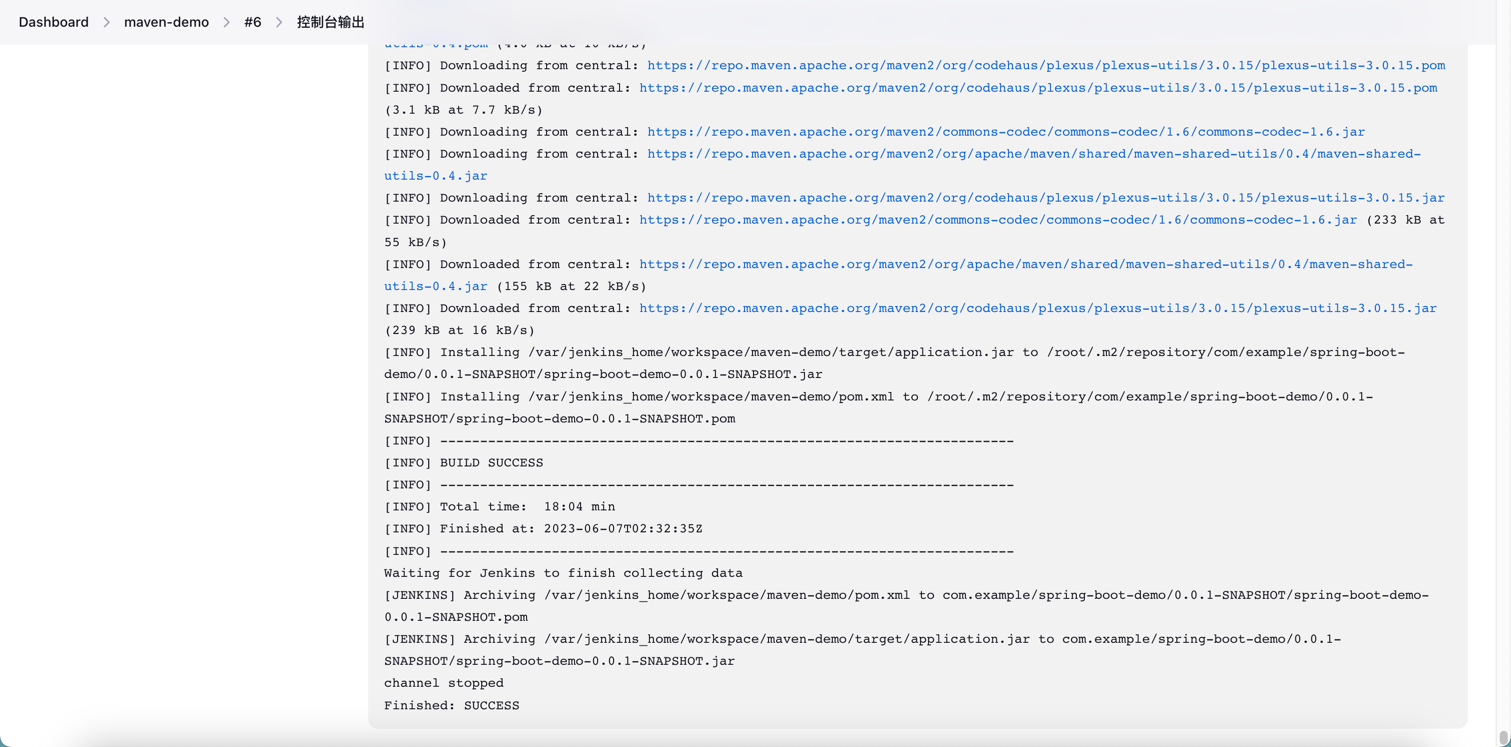 Dashboard > maven-demo > #6 > 控制台输出
utils-0.4.pom (4.0 kB at 10 kB/s)
[INFO] Downloading from central: https://repo.maven.apache.org/maven2/org/codehaus/plexus/plexus-utils/3.0.15/plexus-utils-3.0.15.pom
[INFO] Downloaded from central: https://repo.maven.apache.org/maven2/org/codehaus/plexus/plexus-utils/3.0.15/plexus-utils-3.0.15.pom
(3.1 kB at 7.7 kB/s)
[INFO] Downloading from central: https://repo.maven.apache.org/maven2/commons-codec/commons-codec/1.6/commons-codec-1.6.jar
[INFO] Downloading from central: https://repo.maven.apache.org/maven2/org/apache/maven/shared/maven-shared-utils/0.4/maven-shared-
utils-0.4.jar
[INFO] Downloading from central: https://repo.maven.apache.org/maven2/org/codehaus/plexus/plexus-utils/3.0.15/plexus-utils-3.0.15.jar
[INFO] Downloaded from central: https://repo.maven.apache.org/maven2/commons-codec/commons-codec/1.6/commons-codec-1.6.jar (233 kB at
55 kB/s)
[INFO] Downloaded from central: https://repo.maven.apache.org/maven2/org/apache/maven/shared/maven-shared-utils/0.4/maven-shared-
utils-0.4.jar (155 kB at 22 kB/s)
[INFO] Downloaded from central: https://repo.maven.apache.org/maven2/org/codehaus/plexus/plexus-utils/3.0.15/plexus-utils-3.0.15.jar
(239 kB at 16 kB/s)
[INFO] Installing /var/jenkins_home/workspace/maven-demo/target/application.jar to /root/.m2/repository/com/example/spring-boot-
demo/0.0.1-SNAPSHOT/spring-boot-demo-0.0.1-SNAPSHOT.jar
[INFO] Installing /var/jenkins_home/workspace/maven-demo/pom.xml to /root/.m2/repository/com/example/spring-boot-demo/0.0.1-
SNAPSHOT/spring-boot-demo-0.0.1-SNAPSHOT.pom
[INFO] ------------------------------------------------------------------------
[INFO] BUILD SUCCESS
[INFO] ------------------------------------------------------------------------
[INFO] Total time:  18:04 min
[INFO] Finished at: 2023-06-07T02:32:35Z
[INFO] ------------------------------------------------------------------------
Waiting for Jenkins to finish collecting data
[JENKINS] Archiving /var/jenkins_home/workspace/maven-demo/pom.xml to com.example/spring-boot-demo/0.0.1-SNAPSHOT/spring-boot-demo-
0.0.1-SNAPSHOT.pom
[JENKINS] Archiving /var/jenkins_home/workspace/maven-demo/target/application.jar to com.example/spring-boot-demo/0.0.1-
SNAPSHOT/spring-boot-demo-0.0.1-SNAPSHOT.jar
channel stopped
Finished: SUCCESS